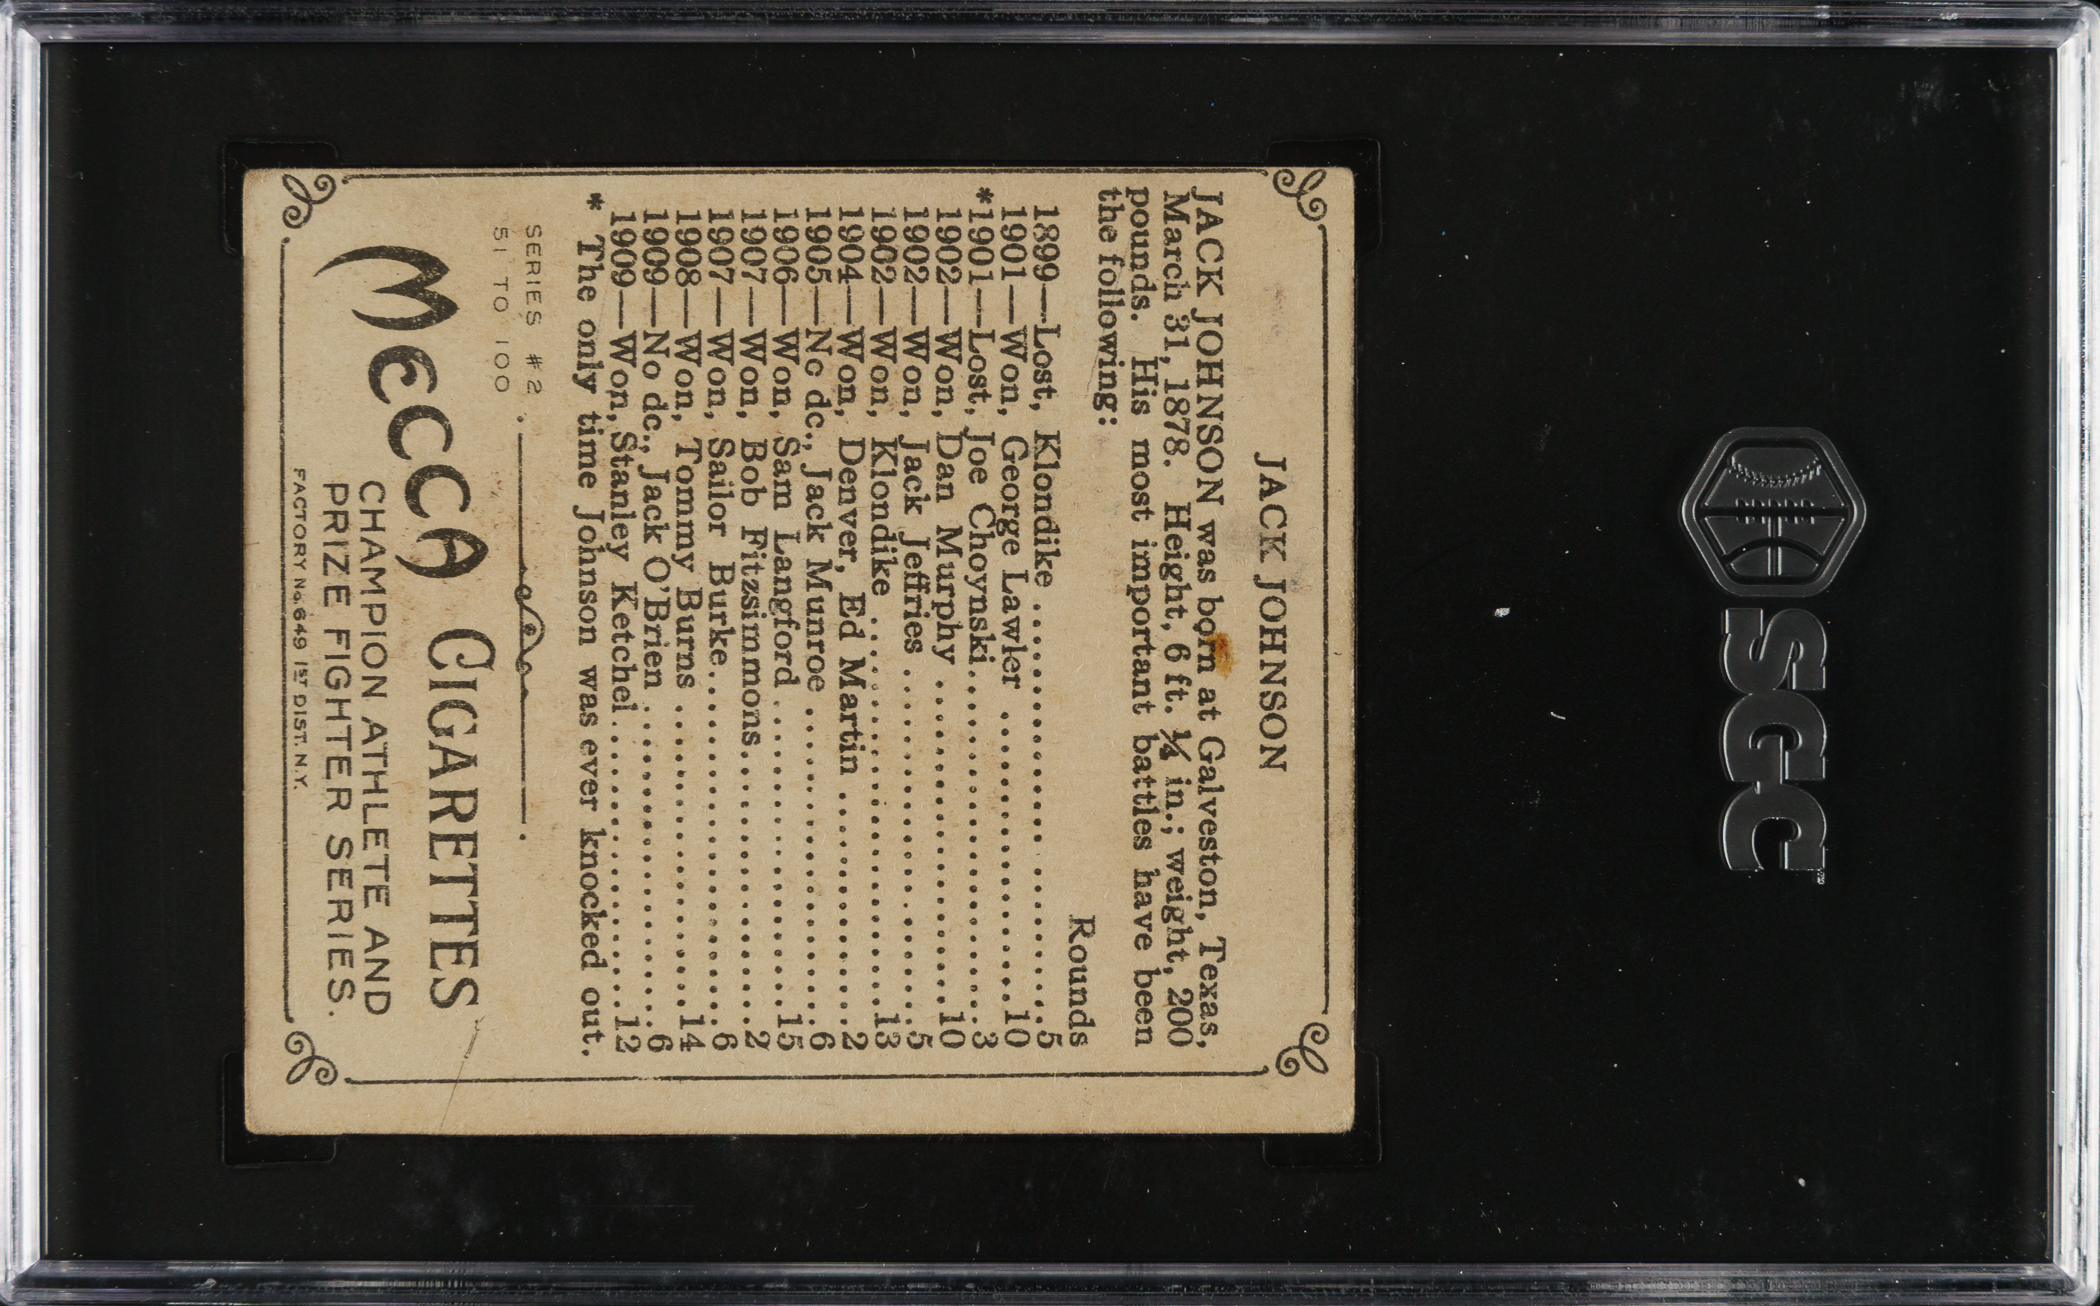 JACK JOHNSON
JACK JOHNSON was born at Galveston, Texas,
March 31, 1878. Height, 6 ft. ¼ in.; weight, 200
pounds. His most important battles have been
the following:
Rounds
1899—Lost, Klondike .......................... 5
1901—Won, George Lawler ................... 10
*1901—Lost, Joe Choynski...................... 3
1902—Won, Dan Murphy ..................... 10
1902—Won, Jack Jeffries ...................... 5
1902—Won, Klondike ......................... 13
1904—Won, Denver, Ed Martin ................ 2
1905—No dc., Jack Munroe .................... 6
1906—Won, Sam Langford .................... 15
1907—Won, Bob Fitzsimmons.................. 2
1907—Won, Sailor Burke...................... 6
1908—Won, Tommy Burns .................... 14
1909—No dc., Jack O'Brien .................... 6
1909—Won, Stanley Ketchel.................... 12
* The only time Johnson was ever knocked out.
SERIES #2
51 TO 100
MECCA CIGARETTES
CHAMPION ATHLETE AND
PRIZE FIGHTER SERIES.
FACTORY No. 649 1ST DIST. N.Y.
SGC